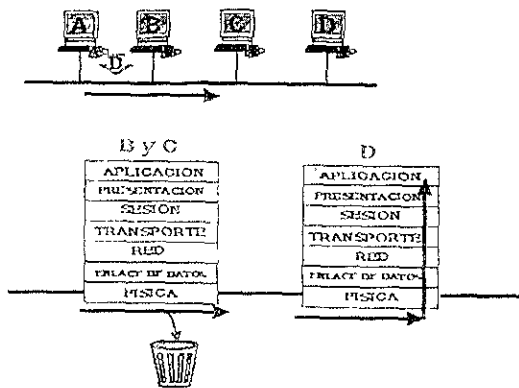 A B C D
D
B y C
APLICACION
PRESENTACION
SESION
TRANSPORTE
RED
ENLACE DE DATOS
FISICA
D
APLICACION
PRESENTACION
SESION
TRANSPORTE
RED
ENLACE DE DATOS
FISICA